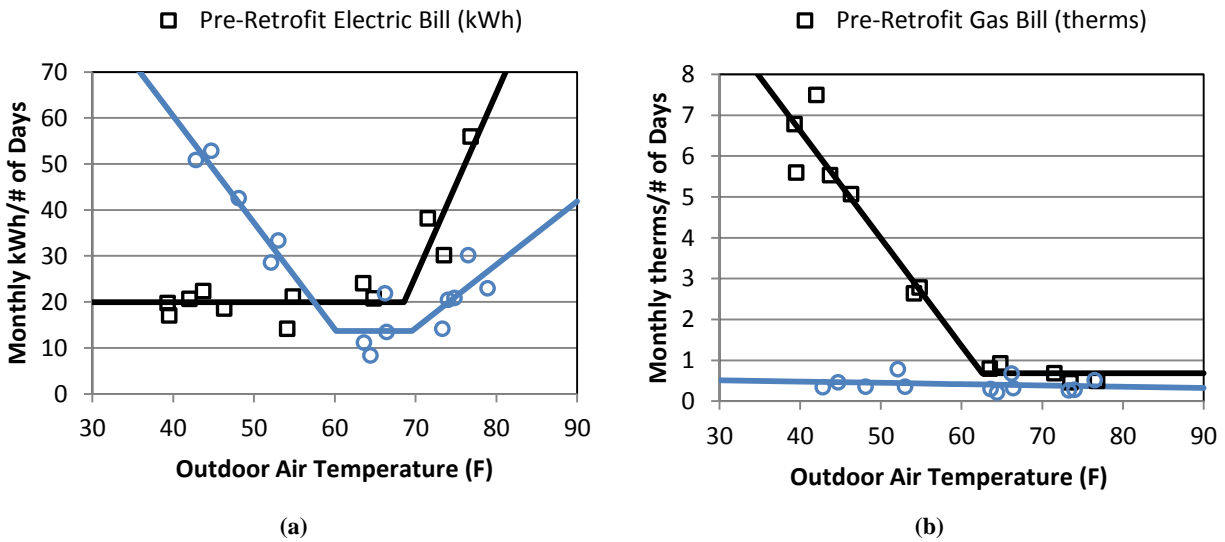 Pre-Retrofit Electric Bill (kWh)
70
60
50
40
30
20
10
0
Monthly kWh/# of Days
30 40 50 60 70 80 90
Outdoor Air Temperature (F)
(a)
Pre-Retrofit Gas Bill (therms)
8
7
6
5
4
3
2
1
0
Monthly therms/# of Days
30 40 50 60 70 80 90
Outdoor Air Temperature (F)
(b)